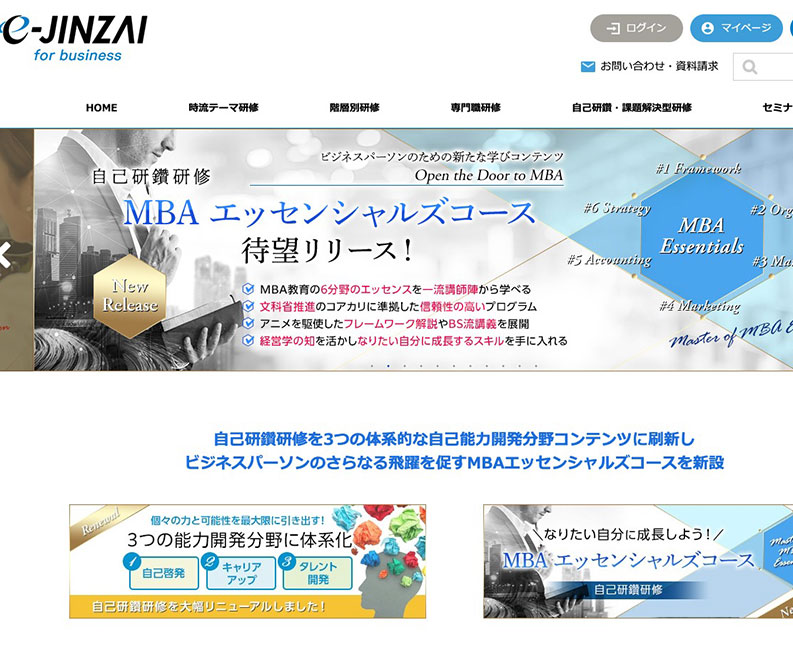 e-JINZAI
for business
ログイン
マイページ
お問い合わせ・資料請求
HOME
時流テーマ研修
階層別研修
専門職研修
自己研鑽・課題解決型研修
セミナ
ビジネスパーソンのための新たな学びコンテンツ
自己研鑽研修
Open the Door to MBA
MBA エッセンシャルズコース
待望リリース！
New
Release
MBA教育の6分野のエッセンスを一流講師陣から学べる
文科省推進のコアカリに準拠した信頼性の高いプログラム
アニメを駆使したフレームワーク解説やBS流講義を展開
経営学の知を活かしなりたい自分に成長するスキルを手に入れる
#1 Framework
#6 Strategy
#2 Org
MBA
Essentials
#5 Accounting
#3 Ma
#4 Marketing
Master of MBA E
自己研鑽研修を3つの体系的な自己能力開発分野コンテンツに刷新し
ビジネスパーソンのさらなる飛躍を促すMBAエッセンシャルズコースを新設
Renewal
個々の力と可能性を最大限に引き出す！
3つの能力開発分野に体系化
1 自己啓発
2 キャリア
アップ
3 タレント
開発
自己研鑽研修を大幅リニューアルしました！
＼なりたい自分に成長しよう！／
MBA エッセンシャルズコース
自己研鑽研修